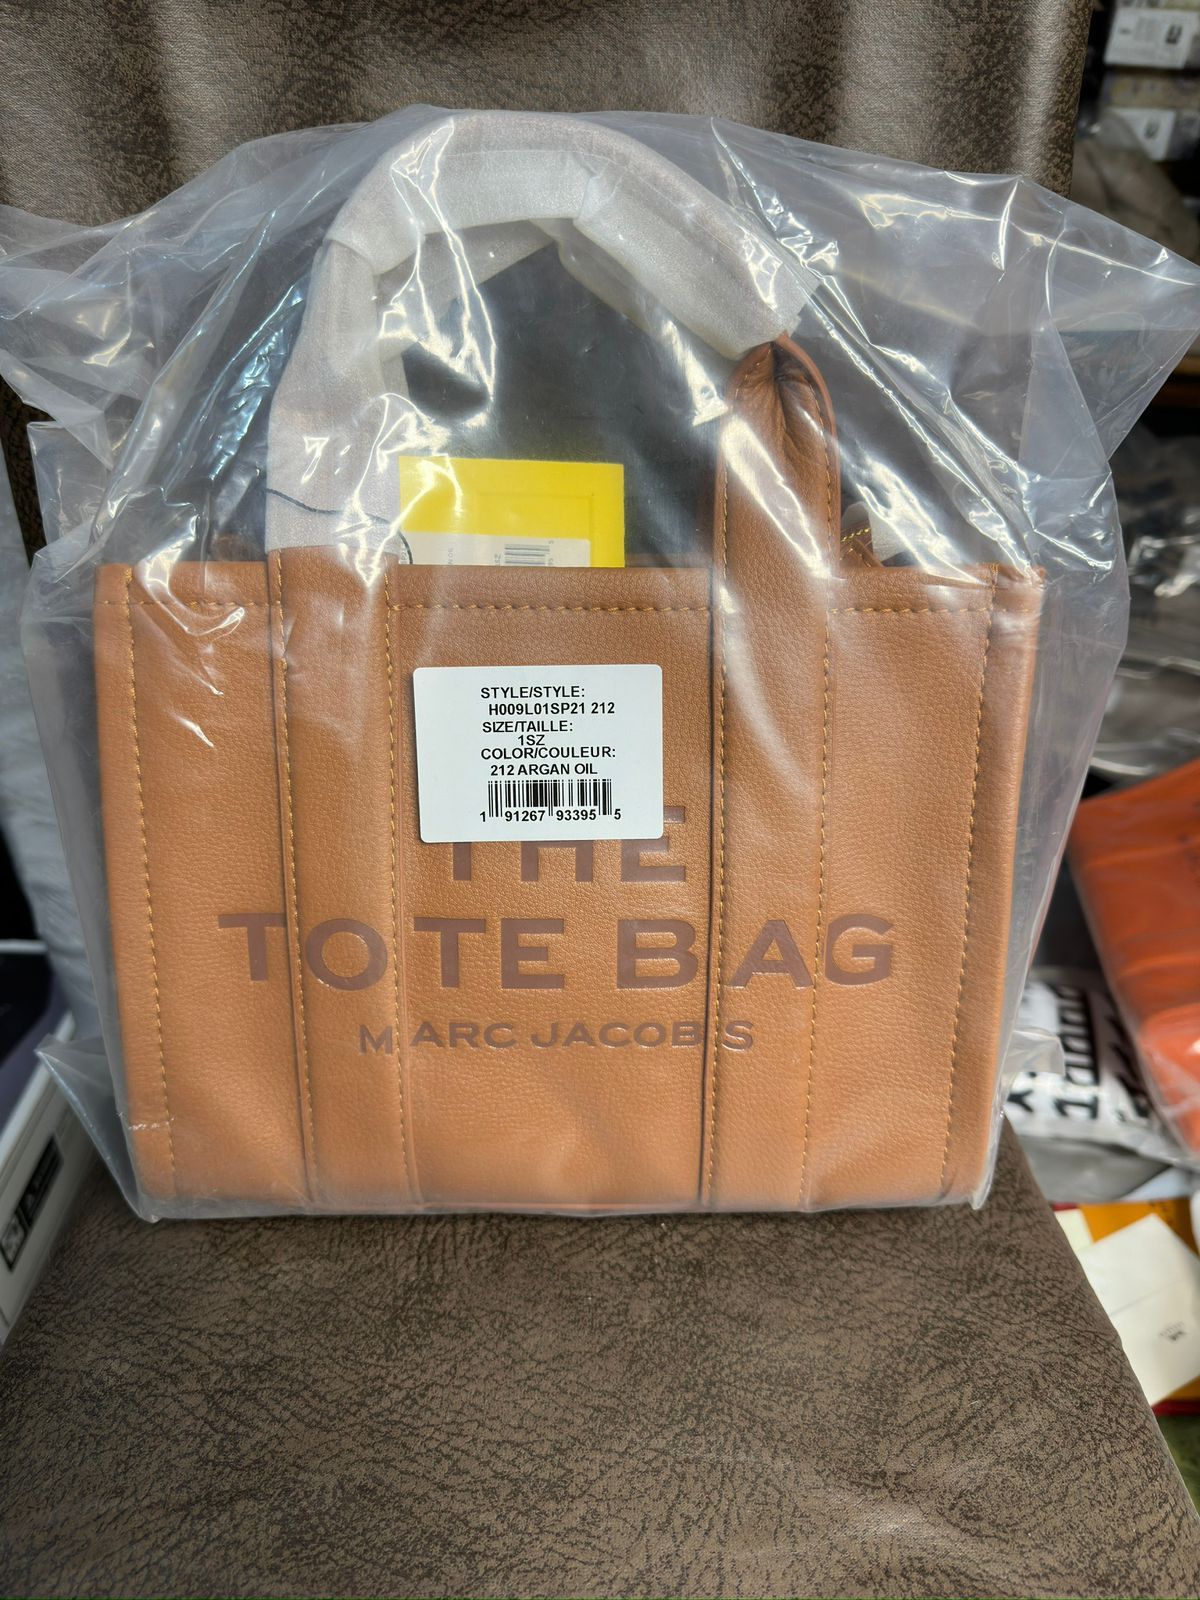 STYLE/STYLE:
H009L01SP21 212
SIZE/TAILLE:
1SZ
COLOR/COULEUR:
212 ARGAN OIL
1 91267 93395 5
THE
TOTE BAG
MARC JACOBS